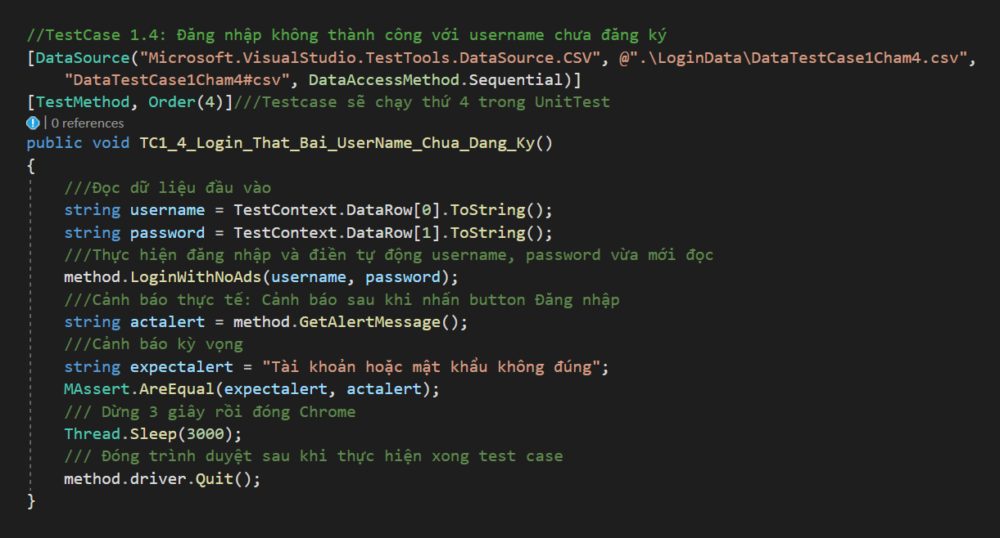 //TestCase 1.4: Đăng nhập không thành công với username chưa đăng ký
[DataSource("Microsoft.VisualStudio.TestTools.DataSource.CSV", @".\LoginData\DataTestCase1Cham4.csv",
"DataTestCase1Cham4#csv", DataAccessMethod.Sequential)]
[TestMethod, Order(4)]///Testcase sẽ chạy thứ 4 trong UnitTest
| 0 references
public void TC1_4_Login_That_Bai_UserName_Chua_Dang_Ky()
{
///Đọc dữ liệu đầu vào
string username = TestContext.DataRow[0].ToString();
string password = TestContext.DataRow[1].ToString();
///Thực hiện đăng nhập và điền tự động username, password vừa mới đọc
method.LoginWithNoAds(username, password);
///Cảnh báo thực tế: Cảnh báo sau khi nhấn button Đăng nhập
string actalert = method.GetAlertMessage();
///Cảnh báo kỳ vọng
string expectalert = "Tài khoản hoặc mật khẩu không đúng";
MAssert.AreEqual(expectalert, actalert);
/// Dừng 3 giây rồi đóng Chrome
Thread.Sleep(3000);
/// Đóng trình duyệt sau khi thực hiện xong test case
method.driver.Quit();
}